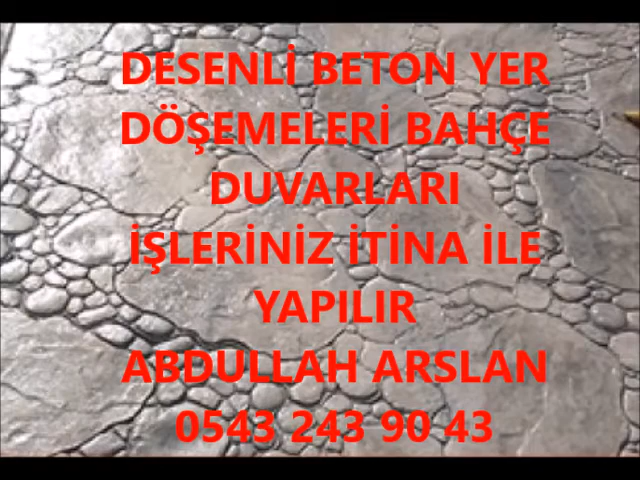 DESENLİ BETON YER
DÖŞEMELERİ BAHÇE
DUVARLARI
İŞLERİNİZ İTİNA İLE
YAPILIR
ABDULLAH ARSLAN
0543 243 90 43